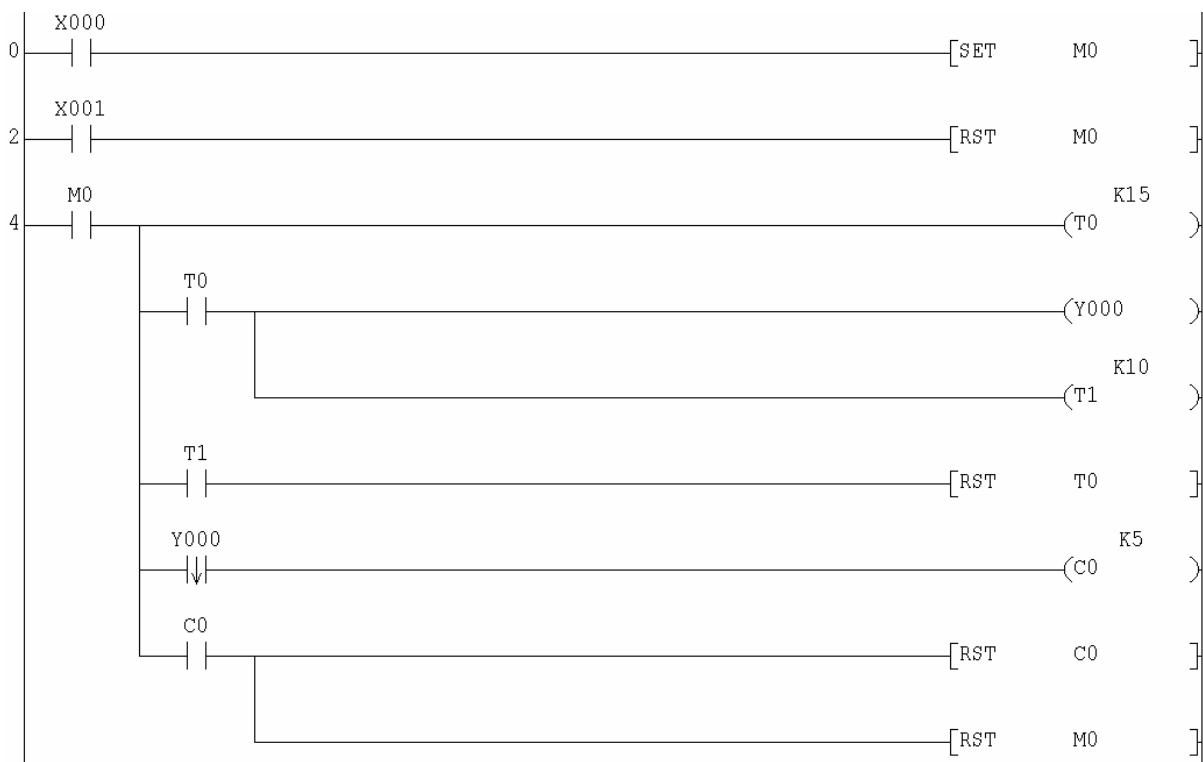 X000
0 [SET M0 ]
X001
2 [RST M0 ]
M0 K15
4 (T0 )
T0
(Y000 )
K10
(T1 )
T1
[RST T0 ]
Y000 K5
(C0 )
C0
[RST C0 ]
[RST M0 ]